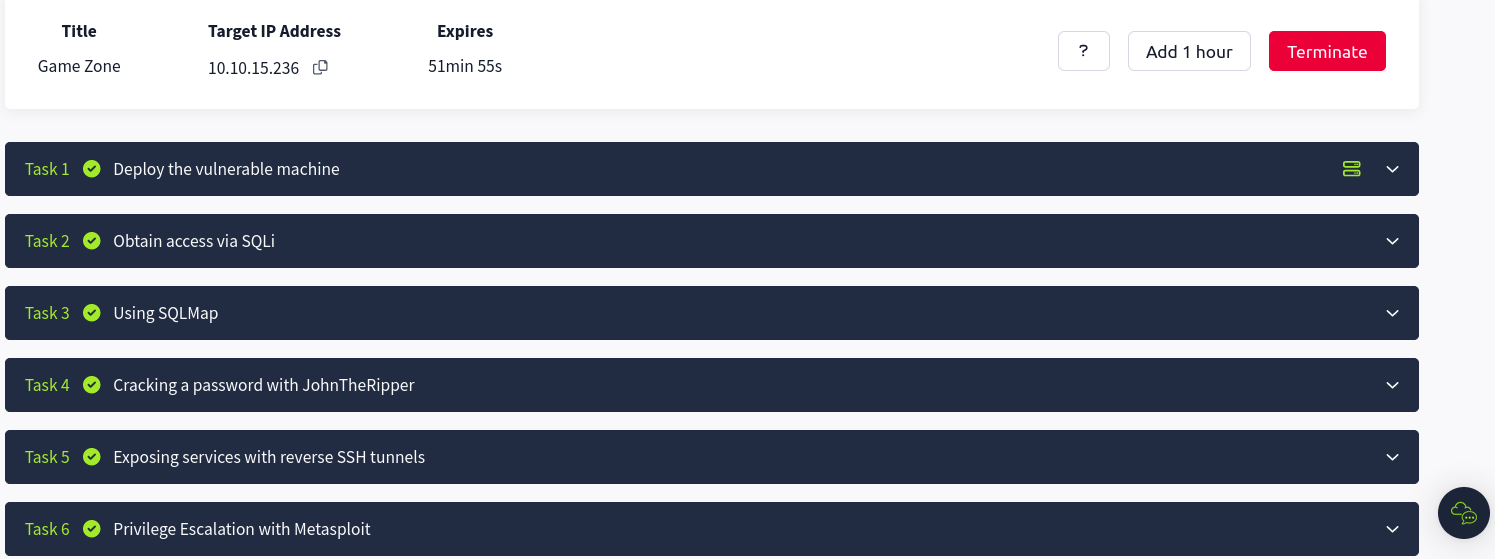 Title Target IP Address Expires
Game Zone 10.10.15.236 51min 55s ? Add 1 hour Terminate
Task 1 Deploy the vulnerable machine
Task 2 Obtain access via SQLi
Task 3 Using SQLMap
Task 4 Cracking a password with JohnTheRipper
Task 5 Exposing services with reverse SSH tunnels
Task 6 Privilege Escalation with Metasploit